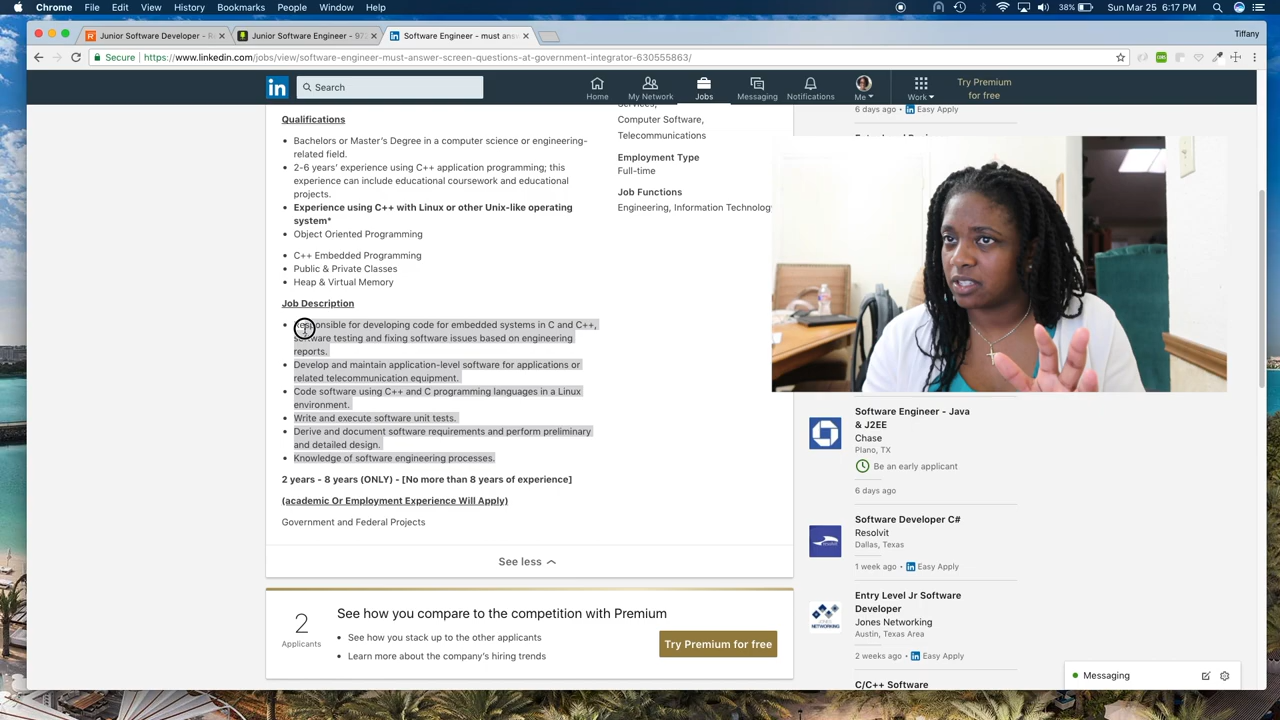 Chrome File Edit View History Bookmarks People Window Help
Sun Mar 25 6:17 PM
Junior Software Developer - R
Junior Software Engineer - 97
Software Engineer - must ans
Tiffany
Secure https://www.linkedin.com/jobs/view/software-engineer-must-answer-screen-questions-at-government-integrator-630555863/
in Search
Home My Network Jobs Messaging Notifications Me Work
Try Premium
for free
Qualifications
• Bachelors or Master's Degree in a computer science or engineering-
related field.
• 2-6 years' experience using C++ application programming; this
experience can include educational coursework and educational
projects.
• Experience using C++ with Linux or other Unix-like operating
system*
• Object Oriented Programming
• C++ Embedded Programming
• Public & Private Classes
• Heap & Virtual Memory
Job Description
• Responsible for developing code for embedded systems in C and C++,
software testing and fixing software issues based on engineering
reports.
• Develop and maintain application-level software for applications or
related telecommunication equipment.
• Code software using C++ and C programming languages in a Linux
environment.
• Write and execute software unit tests.
• Derive and document software requirements and perform preliminary
and detailed design.
• Knowledge of software engineering processes.
2 years - 8 years (ONLY) - [No more than 8 years of experience]
(academic Or Employment Experience Will Apply)
Government and Federal Projects
See less
Services,
Computer Software,
Telecommunications
Employment Type
Full-time
Job Functions
Engineering, Information Technology
6 days ago • in Easy Apply
Software Engineer - Java
& J2EE
Chase
Plano, TX
Be an early applicant
6 days ago
Software Developer C#
Resolvit
Dallas, Texas
1 week ago • in Easy Apply
Entry Level Jr Software
Developer
Jones Networking
Austin, Texas Area
2 weeks ago • in Easy Apply
C/C++ Software
2
Applicants
See how you compare to the competition with Premium
• See how you stack up to the other applicants
• Learn more about the company's hiring trends
Try Premium for free
Messaging